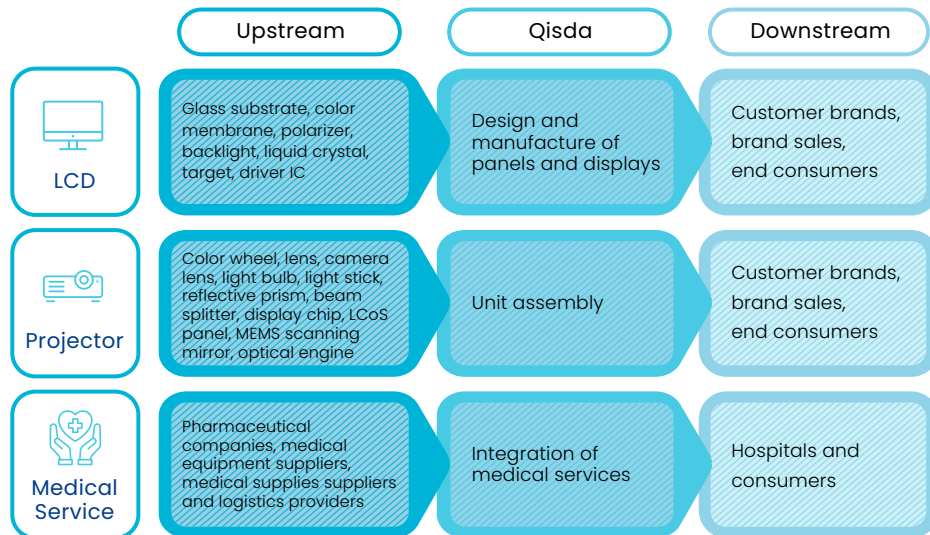 Upstream
Qisda
Downstream
LCD
Glass substrate, color
membrane, polarizer,
backlight, liquid crystal,
target, driver IC
Design and
manufacture of
panels and displays
Customer brands,
brand sales,
end consumers
Projector
Color wheel, lens, camera
lens, light bulb, light stick,
reflective prism, beam
splitter, display chip, LCoS
panel, MEMS scanning
mirror, optical engine
Unit assembly
Customer brands,
brand sales,
end consumers
Medical
Service
Pharmaceutical
companies, medical
equipment suppliers,
medical supplies suppliers
and logistics providers
Integration of
medical services
Hospitals and
consumers